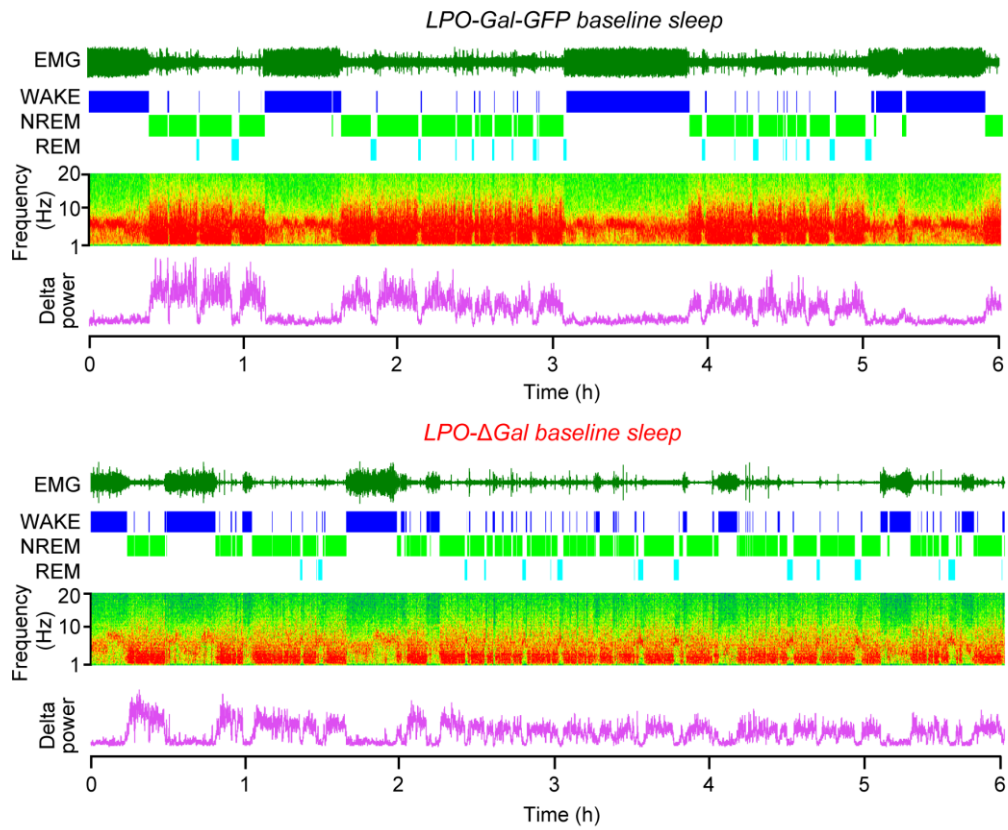 LPO-Gal-GFP baseline sleep
EMG
WAKE
NREM
REM
Frequency
(Hz)
20
10
1
Delta
power
0 1 2 3 4 5 6
Time (h)
LPO-ΔGal baseline sleep
EMG
WAKE
NREM
REM
Frequency
(Hz)
20
10
1
Delta
power
0 1 2 3 4 5 6
Time (h)